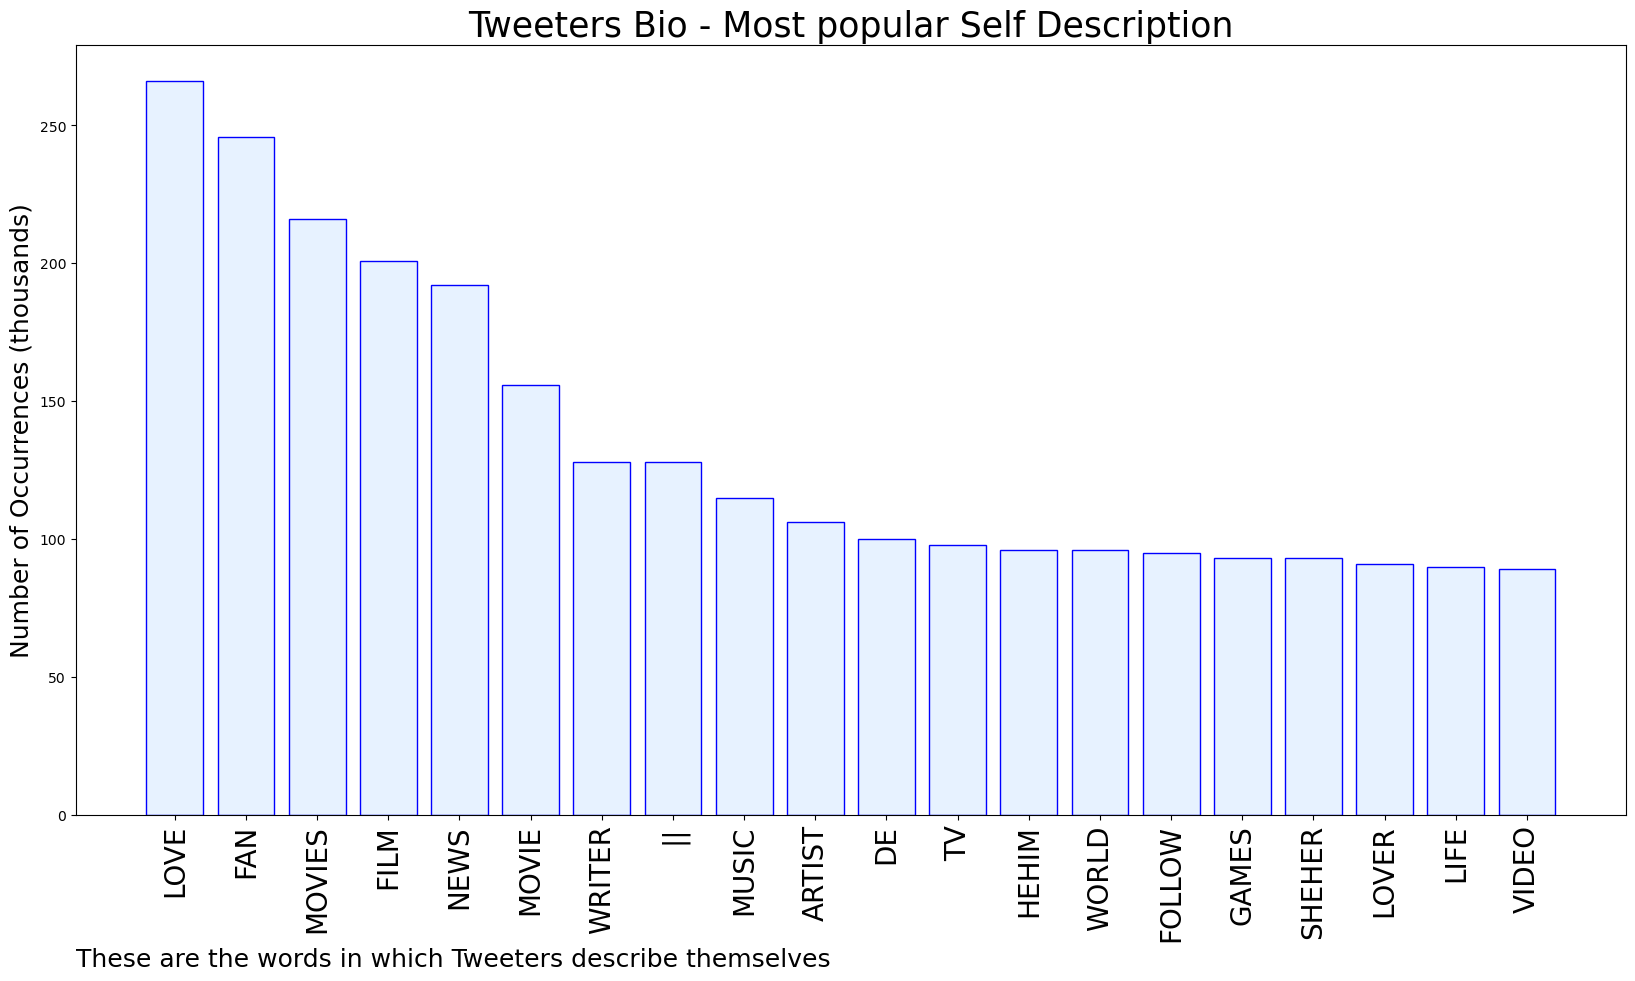 Tweeters Bio - Most popular Self Description
Number of Occurrences (thousands)
250
200
150
100
50
0
LOVE
FAN
MOVIES
FILM
NEWS
MOVIE
WRITER
||
MUSIC
ARTIST
DE
TV
HEHIM
WORLD
FOLLOW
GAMES
SHEHER
LOVER
LIFE
VIDEO
These are the words in which Tweeters describe themselves